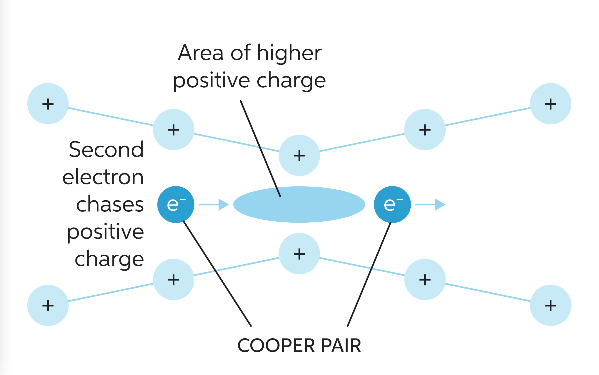 Area of higher
positive charge
+ +
+ +
+
Second
electron
chases
positive
charge
e⁻ e⁻
+
+ +
+ +
COOPER PAIR